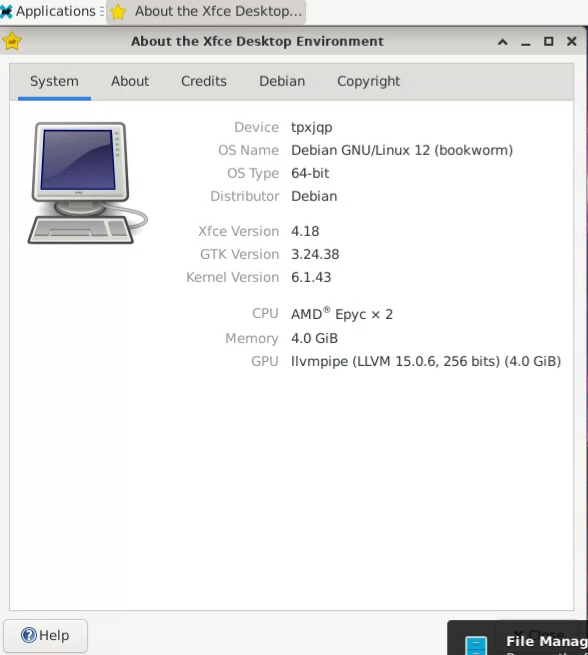 Applications
About the Xfce Desktop...
About the Xfce Desktop Environment
System About Credits Debian Copyright
Device tpxjqp
OS Name Debian GNU/Linux 12 (bookworm)
OS Type 64-bit
Distributor Debian
Xfce Version 4.18
GTK Version 3.24.38
Kernel Version 6.1.43
CPU AMD® Epyc × 2
Memory 4.0 GiB
GPU llvmpipe (LLVM 15.0.6, 256 bits) (4.0 GiB)
Help
Close
File Manag